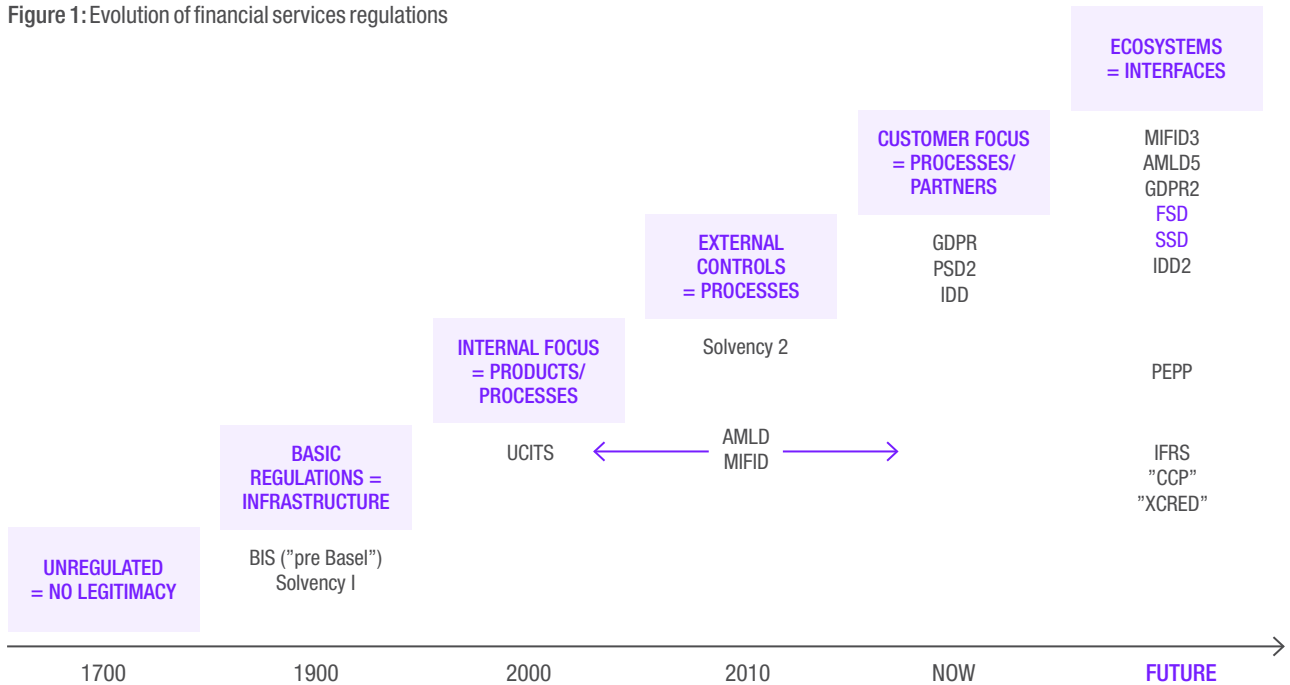 Figure 1: Evolution of financial services regulations
ECOSYSTEMS
= INTERFACES
MIFID3
AMLD5
GDPR2
FSD
SSD
IDD2
PEPP
IFRS
”CCP”
”XCRED”
CUSTOMER FOCUS
= PROCESSES/
PARTNERS
GDPR
PSD2
IDD
EXTERNAL
CONTROLS
= PROCESSES
Solvency 2
AMLD
MIFID
INTERNAL FOCUS
= PRODUCTS/
PROCESSES
UCITS
BASIC
REGULATIONS =
INFRASTRUCTURE
BIS (”pre Basel”)
Solvency I
UNREGULATED
= NO LEGITIMACY
1700
1900
2000
2010
NOW
FUTURE